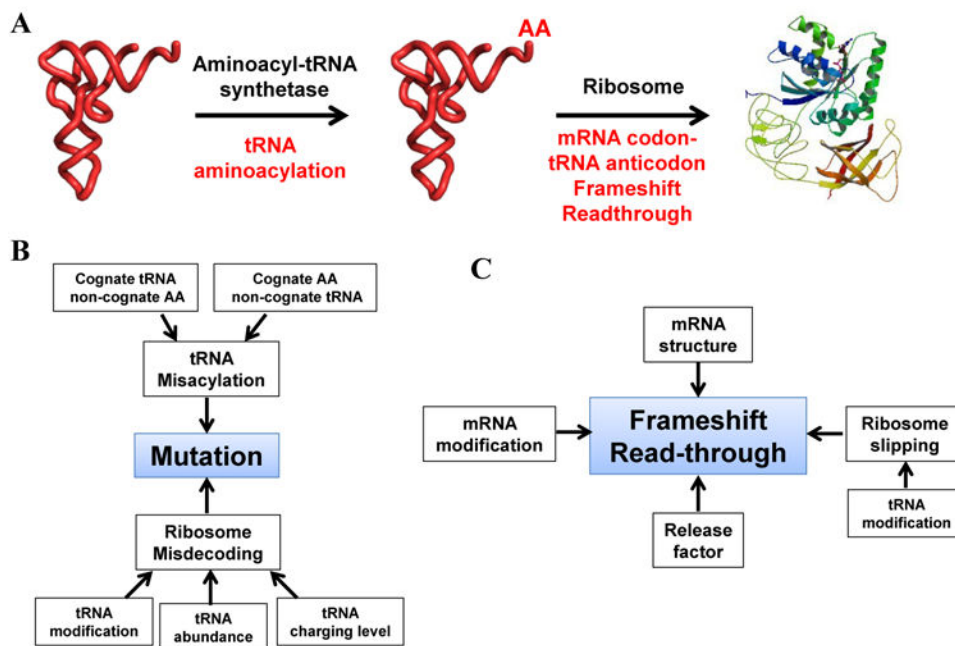 A
AA
Aminoacyl-tRNA
synthetase
tRNA
aminoacylation
Ribosome
mRNA codon-
tRNA anticodon
Frameshift
Readthrough
B
Cognate tRNA
non-cognate AA
Cognate AA
non-cognate tRNA
tRNA
Misacylation
Mutation
Ribosome
Misdecoding
tRNA
modification
tRNA
abundance
tRNA
charging level
C
mRNA
structure
mRNA
modification
Frameshift
Read-through
Ribosome
slipping
tRNA
modification
Release
factor